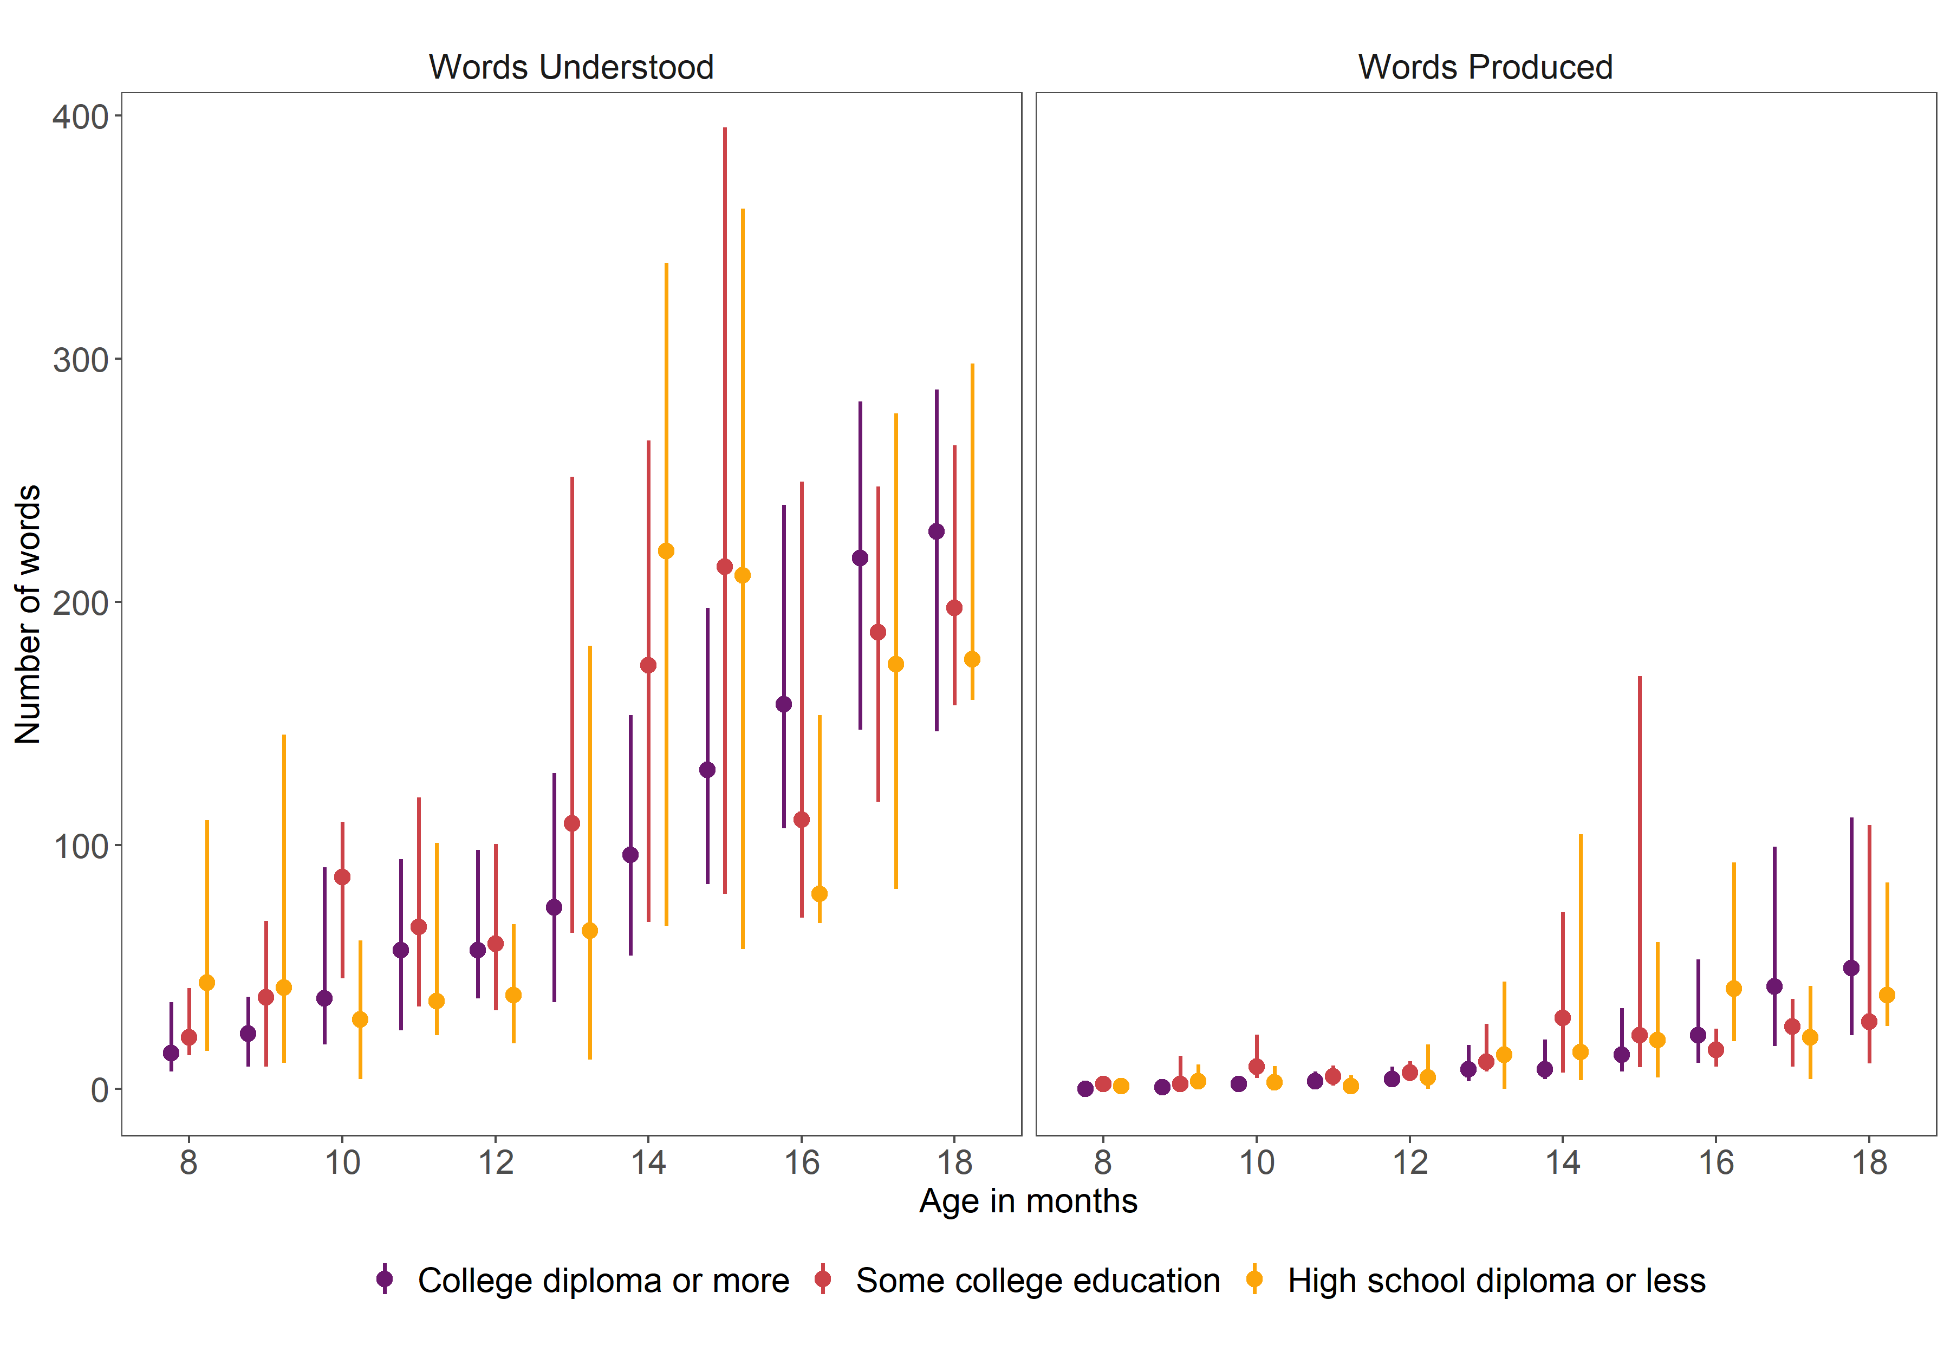 Words Understood
Words Produced
Number of words
400
300
200
100
0
8 10 12 14 16 18
8 10 12 14 16 18
Age in months
College diploma or more Some college education High school diploma or less